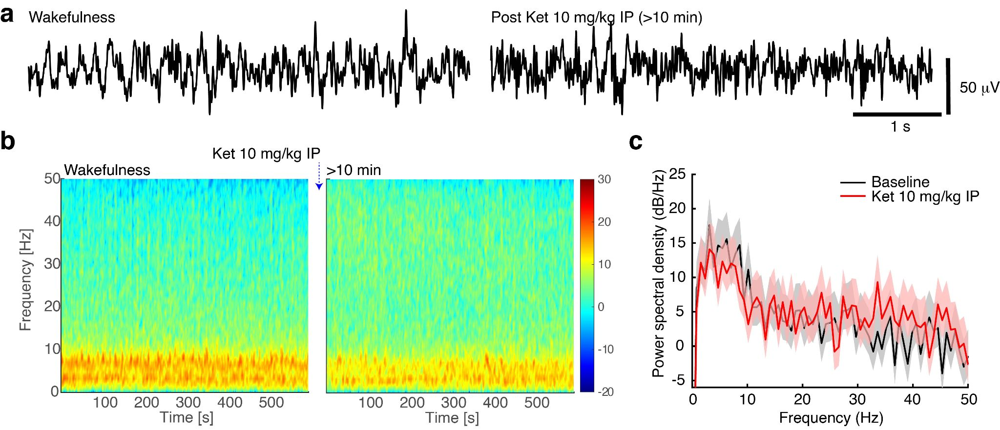 a
Wakefulness
Post Ket 10 mg/kg IP (>10 min)
50 μV
1 s
b
Ket 10 mg/kg IP
Wakefulness
>10 min
50
40
30
20
10
0
Frequency [Hz]
100 200 300 400 500
Time [s]
100 200 300 400 500
Time [s]
30
20
10
0
-10
-20
c
Baseline
Ket 10 mg/kg IP
25
20
15
10
5
0
-5
Power spectral density (dB/Hz)
0 10 20 30 40 50
Frequency (Hz)